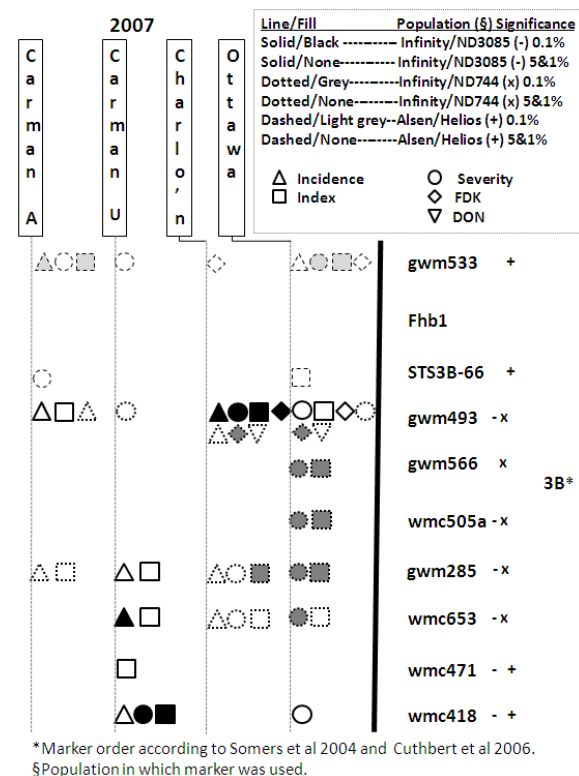 2007
Carman A
Carman U
Charlo'n
Ottawa
Line/Fill Population (§) Significance
Solid/Black ----------- Infinity/ND3085 (-) 0.1%
Solid/None ----------- Infinity/ND3085 (-) 5&1%
Dotted/Grey----------- Infinity/ND744 (x) 0.1%
Dotted/None---------- Infinity/ND744 (x) 5&1%
Dashed/Light grey--Alsen/Helios (+) 0.1%
Dashed/None---------Alsen/Helios (+) 5&1%
Incidence Severity
Index FDK
DON
gwm533 +
Fhb1
STS3B-66 +
gwm493 -x
gwm566 x
3B*
wmc505a -x
gwm285 -x
wmc653 -x
wmc471 - +
wmc418 - +
*Marker order according to Somers et al 2004 and Cuthbert et al 2006.
§Population in which marker was used.